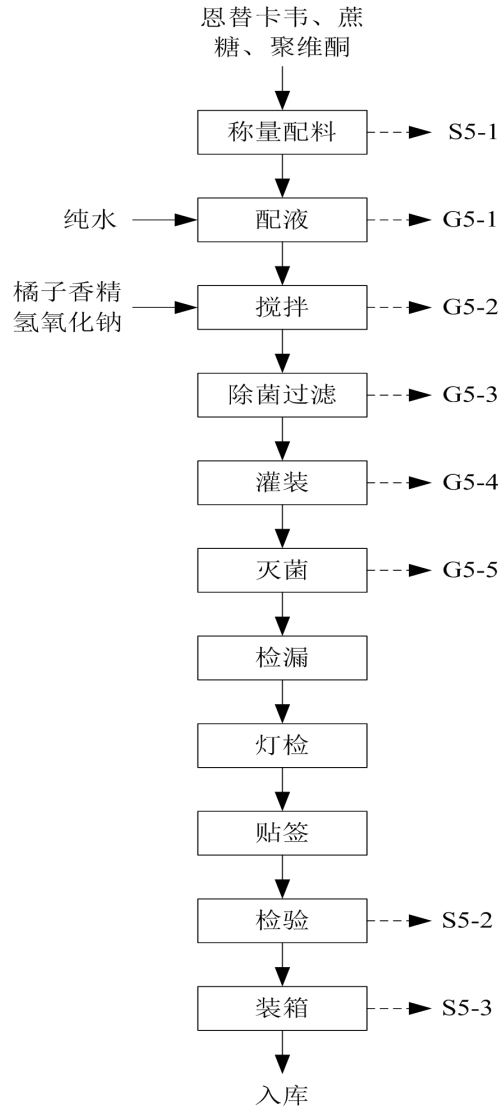 恩替卡韦、蔗
糖、聚维酮
称量配料
S5-1
纯水
配液
G5-1
橘子香精
氢氧化钠
搅拌
G5-2
除菌过滤
G5-3
灌装
G5-4
灭菌
G5-5
检漏
灯检
贴签
检验
S5-2
装箱
S5-3
入库